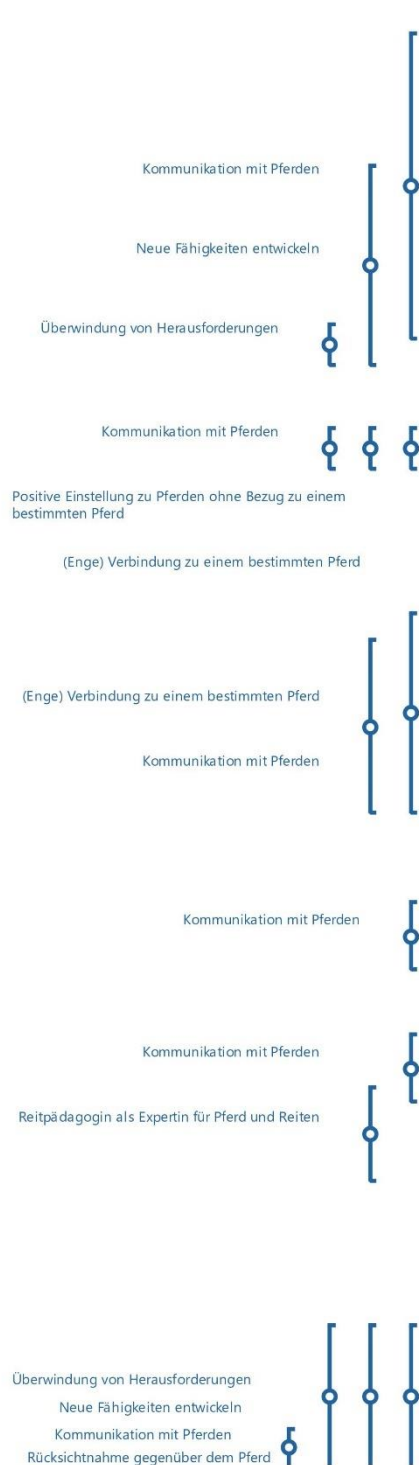 Kommunikation mit Pferden
Neue Fähigkeiten entwickeln
Überwindung von Herausforderungen
Kommunikation mit Pferden
Positive Einstellung zu Pferden ohne Bezug zu einem
bestimmten Pferd
(Enge) Verbindung zu einem bestimmten Pferd
(Enge) Verbindung zu einem bestimmten Pferd
Kommunikation mit Pferden
Kommunikation mit Pferden
Kommunikation mit Pferden
Reitpädagogin als Expertin für Pferd und Reiten
Überwindung von Herausforderungen
Neue Fähigkeiten entwickeln
Kommunikation mit Pferden
Rücksichtnahme gegenüber dem Pferd